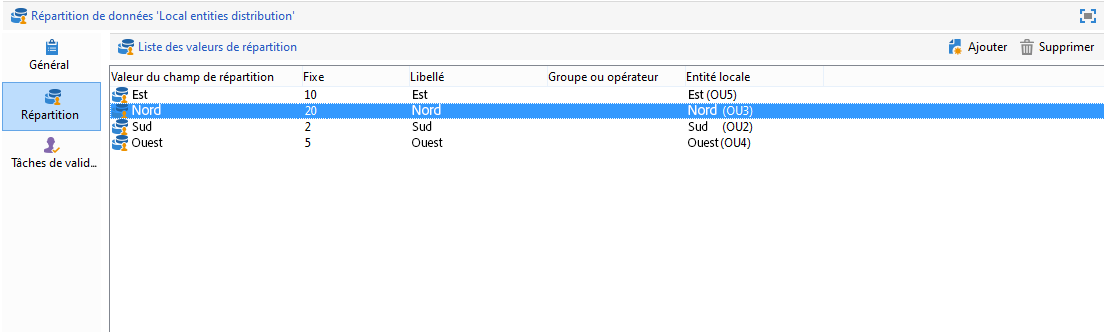 Répartition de données 'Local entities distribution'
Général
Répartition
Tâches de valid...
Liste des valeurs de répartition
Ajouter
Supprimer
Valeur du champ de répartition Fixe Libellé Groupe ou opérateur Entité locale
Est 10 Est Est (OU5)
Nord 20 Nord Nord (OU3)
Sud 2 Sud Sud (OU2)
Ouest 5 Ouest Ouest (OU4)